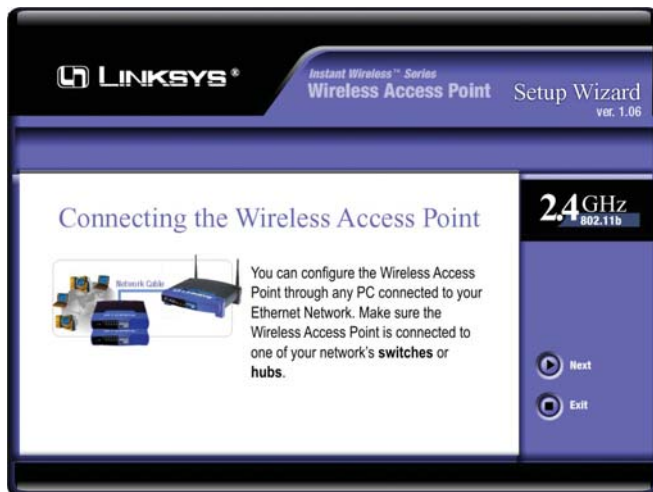 LINKSYS®
Instant Wireless™ Series
Wireless Access Point
Setup Wizard
ver. 1.06
Connecting the Wireless Access Point
2.4GHz
802.11b
Network Cable
You can configure the Wireless Access
Point through any PC connected to your
Ethernet Network. Make sure the
Wireless Access Point is connected to
one of your network's switches or
hubs.
Next
Exit